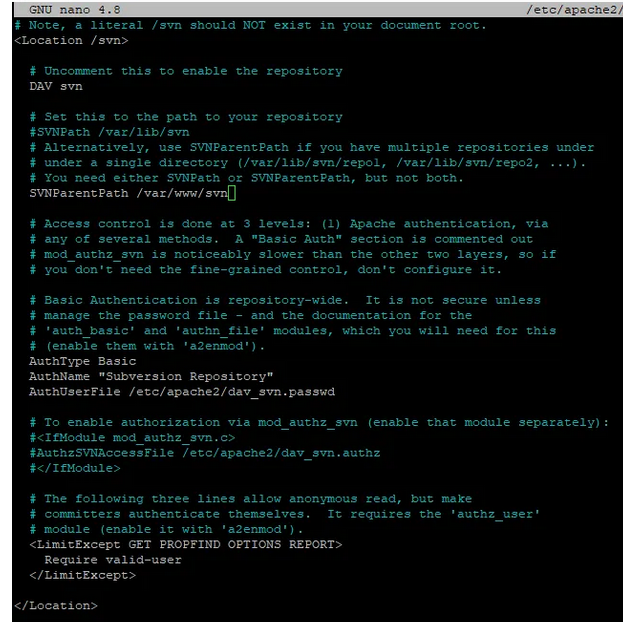 GNU nano 4.8 /etc/apache2/
# Note, a literal /svn should NOT exist in your document root.
<Location /svn>
# Uncomment this to enable the repository
DAV svn
# Set this to the path to your repository
#SVNPath /var/lib/svn
# Alternatively, use SVNParentPath if you have multiple repositories under
# under a single directory (/var/lib/svn/repo1, /var/lib/svn/repo2, ...).
# You need either SVNPath or SVNParentPath, but not both.
SVNParentPath /var/www/svn
# Access control is done at 3 levels: (1) Apache authentication, via
# any of several methods.  A "Basic Auth" section is commented out
# mod_authz_svn is noticeably slower than the other two layers, so if
# you don't need the fine-grained control, don't configure it.
# Basic Authentication is repository-wide.  It is not secure unless
# manage the password file - and the documentation for the
# 'auth_basic' and 'authn_file' modules, which you will need for this
# (enable them with 'a2enmod').
AuthType Basic
AuthName "Subversion Repository"
AuthUserFile /etc/apache2/dav_svn.passwd
# To enable authorization via mod_authz_svn (enable that module separately):
#<IfModule mod_authz_svn.c>
#AuthzSVNAccessFile /etc/apache2/dav_svn.authz
#</IfModule>
# The following three lines allow anonymous read, but make
# committers authenticate themselves.  It requires the 'authz_user'
# module (enable it with 'a2enmod').
<LimitExcept GET PROPFIND OPTIONS REPORT>
Require valid-user
</LimitExcept>
</Location>